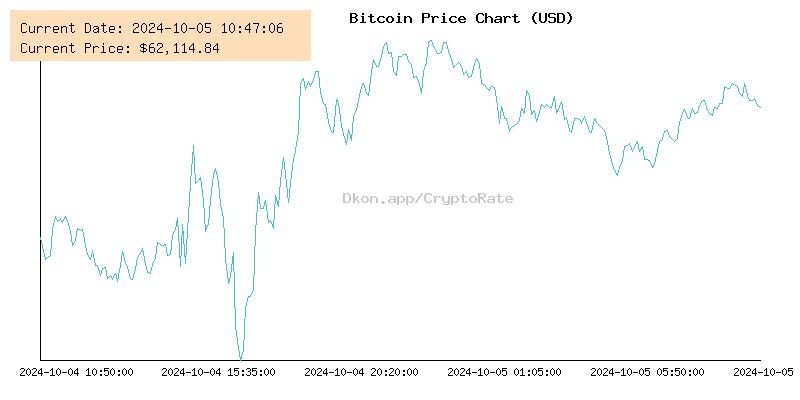 Bitcoin Price Chart (USD)
Current Date: 2024-10-05 10:47:06
Current Price: $62,114.84
Dkon.app/CryptoRate
2024-10-04 10:50:00 2024-10-04 15:35:00 2024-10-04 20:20:00 2024-10-05 01:05:00 2024-10-05 05:50:00 2024-10-05